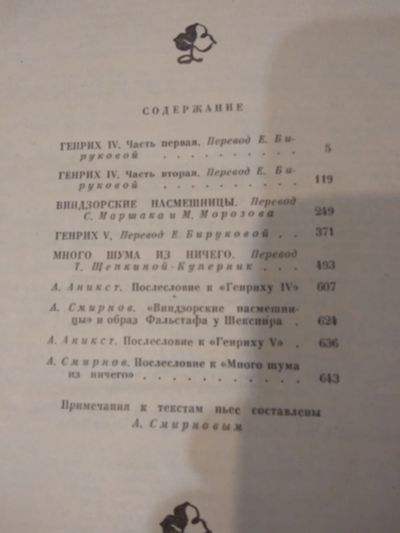 СОДЕРЖАНИЕ
ГЕНРИХ IV. Часть первая. Перевод Е. Би-
руковой . . . . . . . . . . 5
ГЕНРИХ IV. Часть вторая. Перевод Е. Би-
руковой . . . . . . . . . . 119
ВИНДЗОРСКИЕ НАСМЕШНИЦЫ. Перевод
С. Маршака и М. Морозова 249
ГЕНРИХ V. Перевод Е. Бируковой . . 371
МНОГО ШУМА ИЗ НИЧЕГО. Перевод
Т. Щепкиной-Куперник . . . 493
А. Аникст. Послесловие к «Генриху IV» 607
А. Смирнов. «Виндзорские насмешни-
цы» и образ Фальстафа у Шекспира . 624
А. Аникст. Послесловие к «Генриху V» . 636
А. Смирнов. Послесловие к «Много шума
из ничего» . . . . . . . . . . 643
Примечания к текстам пьес составлены
А. Смирновым